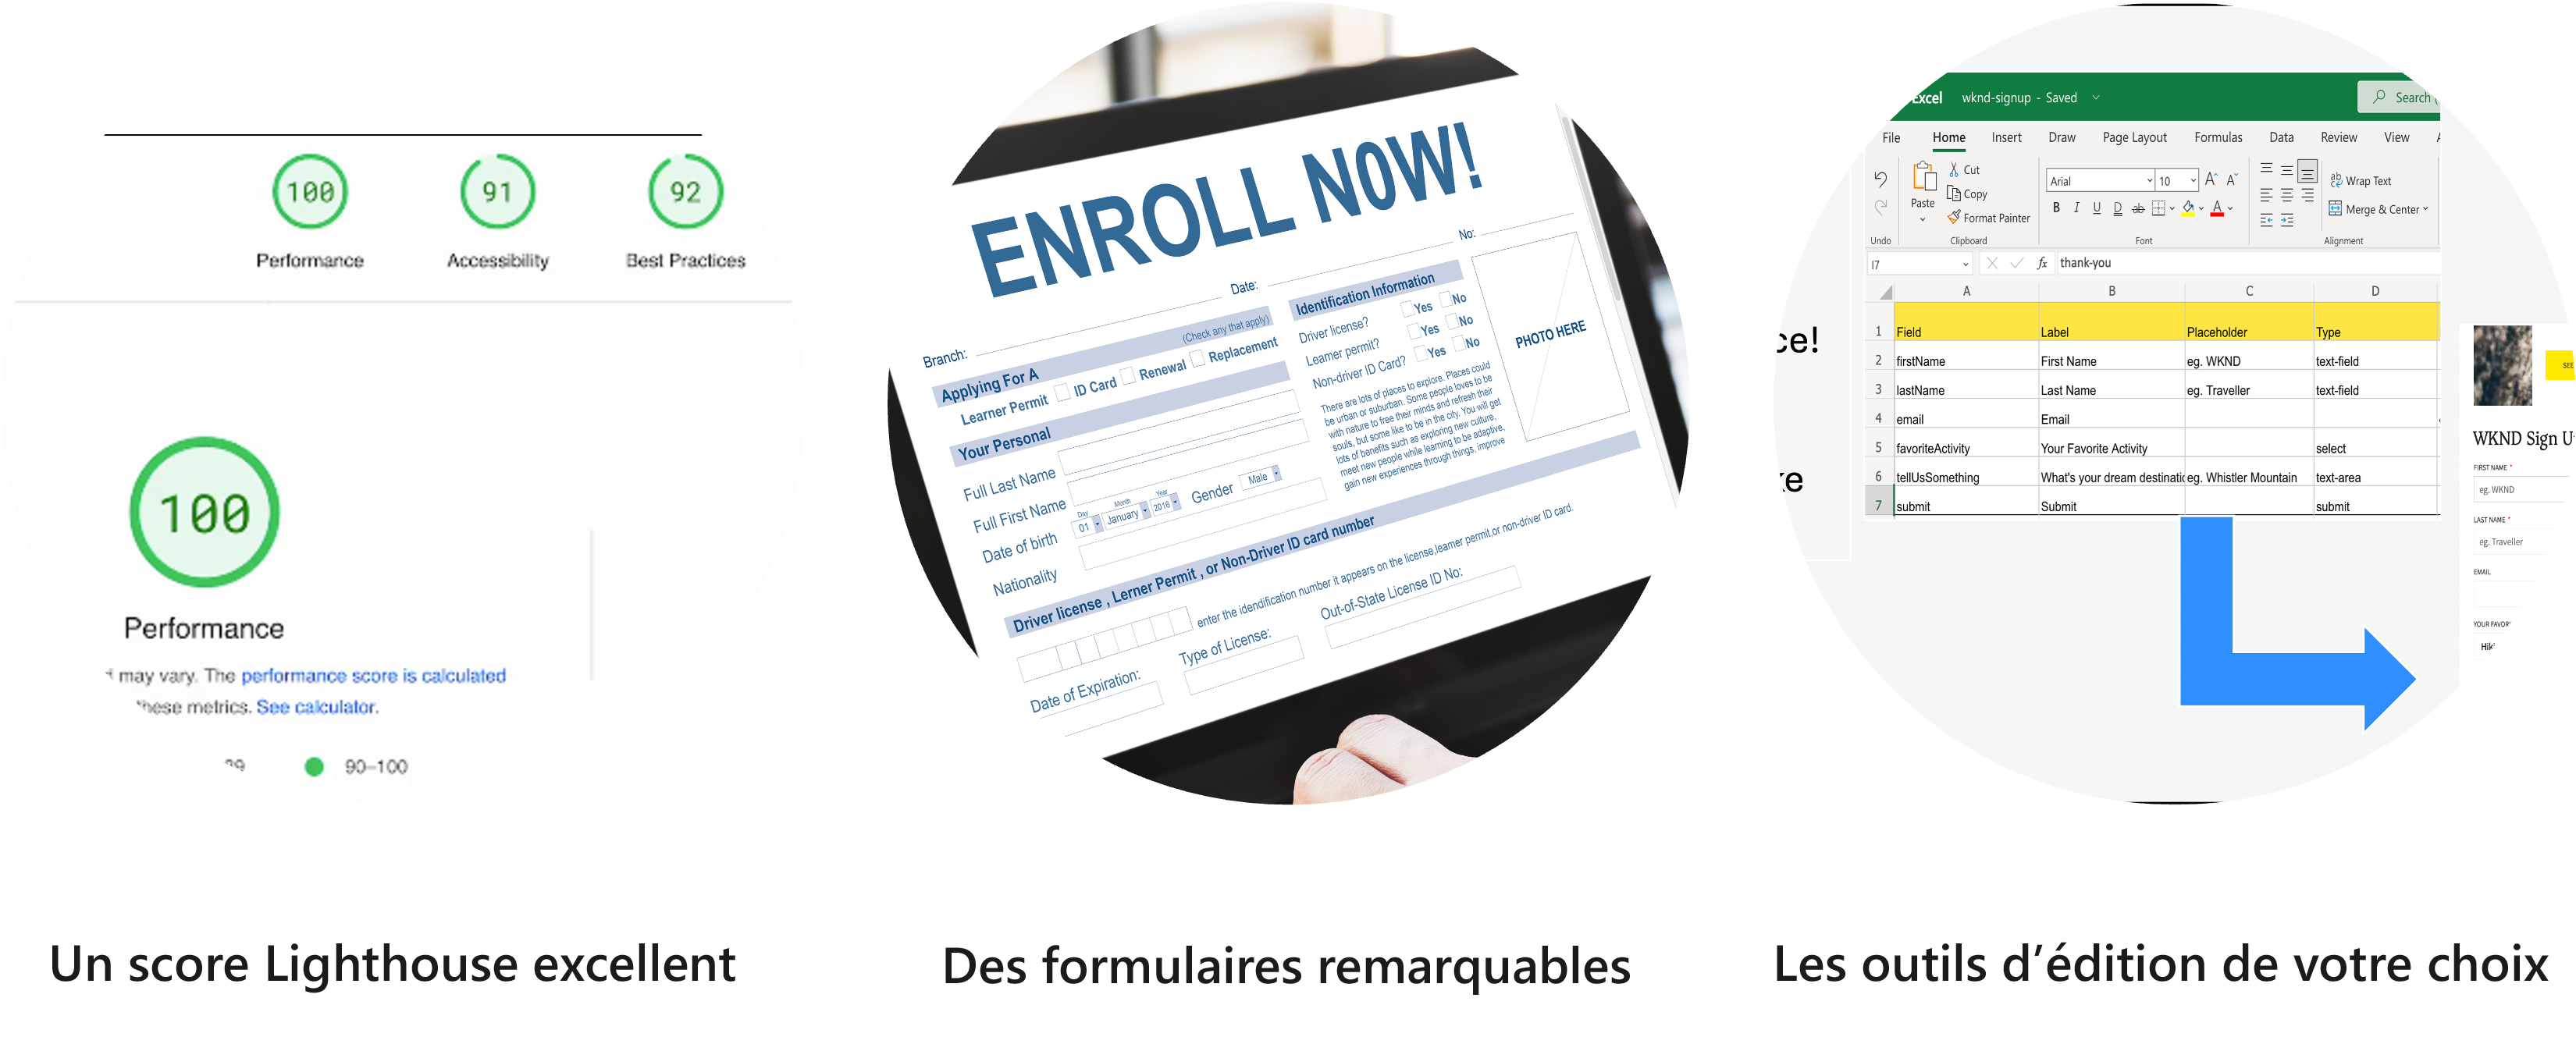 100
91
92
Performance
Accessibility
Best Practices
100
Performance
may vary. The performance score is calculated
these metrics. See calculator.
90–100
Un score Lighthouse excellent
ENROLL N0W!
No:
Date:
Branch:
Applying For A
(Check any that apply)
Learner Permit
ID Card
Renewal
Replacement
Identification Information
Driver license?
Yes
No
Learner permit?
Yes
No
Non-driver ID Card?
Yes
No
PHOTO HERE
There are lots of places to explore. Places could
be urban or suburban. Some people loves to be
with nature to free their minds and refresh their
souls, but some like to be in the city. You will get
lots of benefits such as exploring new culture,
meet new people while learning to be adaptive,
gain new experiences through things, improve
Your Personal
Full Last Name
Full First Name
Date of birth
Day
Month
Year
01
January
2016
Gender
Male
Nationality
Driver license , Lerner Permit , or Non-Driver ID card number
enter the idendification number it appears on the license,learner permit,or non-driver ID card.
Type of License:
Out-of-State License ID No:
Date of Expiration:
Des formulaires remarquables
Excel
wknd-signup - Saved
Search
File Home Insert Draw Page Layout Formulas Data Review View
Paste
Cut
Copy
Format Painter
Arial
10
B I U D ab
Wrap Text
Merge & Center
Undo
Clipboard
Font
Alignment
I7
fx
thank-you
A B C D
1 Field Label Placeholder Type
2 firstName First Name eg. WKND text-field
3 lastName Last Name eg. Traveller text-field
4 email Email
5 favoriteActivity Your Favorite Activity select
6 tellUsSomething What's your dream destinatic eg. Whistler Mountain text-area
7 submit Submit submit
ce!
SEE
WKND Sign U
FIRST NAME *
eg. WKND
LAST NAME *
eg. Traveller
EMAIL
YOUR FAVOR
Hik
Les outils d’édition de votre choix